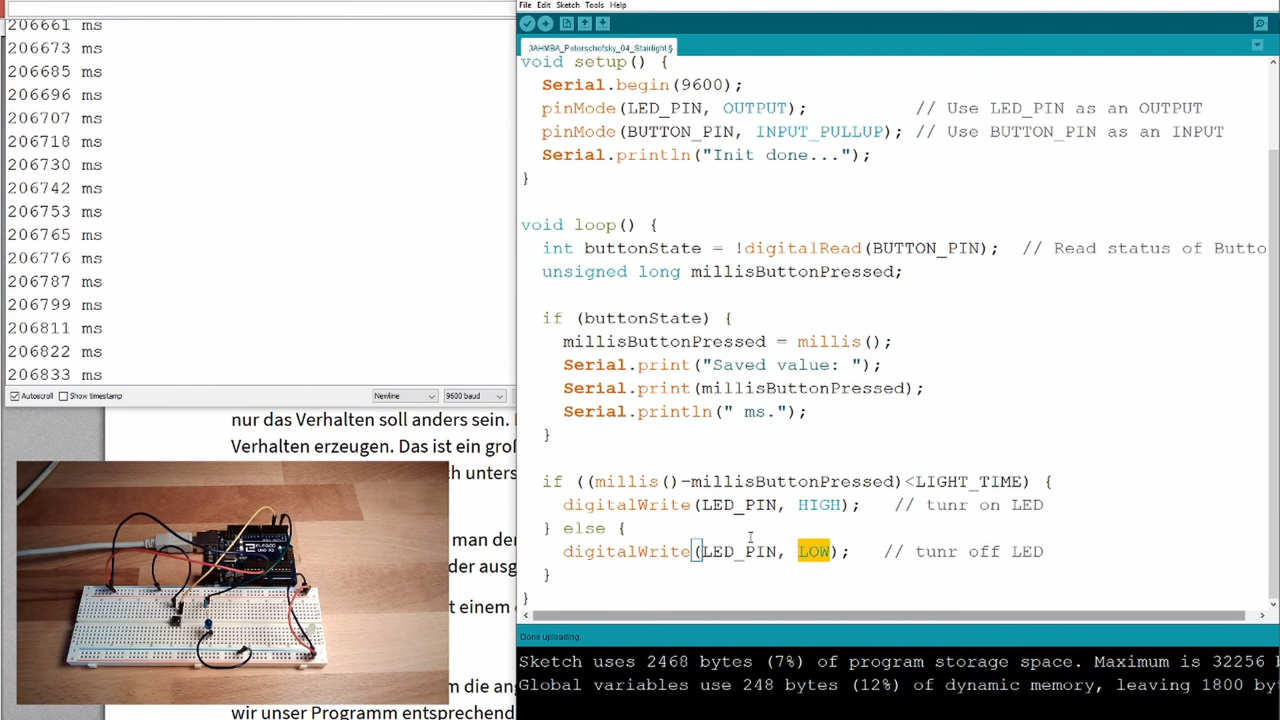 206661 ms
206673 ms
206685 ms
206696 ms
206707 ms
206718 ms
206730 ms
206742 ms
206753 ms
206765 ms
206776 ms
206787 ms
206799 ms
206811 ms
206822 ms
206833 ms
Autoscroll Show timestamp Newline 9600 baud
nur das Verhalten soll anders sein.
Verhalten erzeugen. Das ist ein
ch
man der
der
t einem
m die
wir unser Programm entsprechend
File Edit Sketch Tools Help
3AHMBA_Peterschofsky_04_Stairlight§
void setup() {
Serial.begin(9600);
pinMode(LED_PIN, OUTPUT); // Use LED_PIN as an OUTPUT
pinMode(BUTTON_PIN, INPUT_PULLUP); // Use BUTTON_PIN as an INPUT
Serial.println("Init done...");
}
void loop() {
int buttonState = !digitalRead(BUTTON_PIN); // Read status of Butto
unsigned long millisButtonPressed;
if (buttonState) {
millisButtonPressed = millis();
Serial.print("Saved value: ");
Serial.print(millisButtonPressed);
Serial.println(" ms.");
}
if ((millis()-millisButtonPressed)<LIGHT_TIME) {
digitalWrite(LED_PIN, HIGH); // tunr on LED
} else {
digitalWrite(LED_PIN, LOW); // tunr off LED
}
}
Done uploading.
Sketch uses 2468 bytes (7%) of program storage space. Maximum is 32256
Global variables use 248 bytes (12%) of dynamic memory, leaving 1800 by